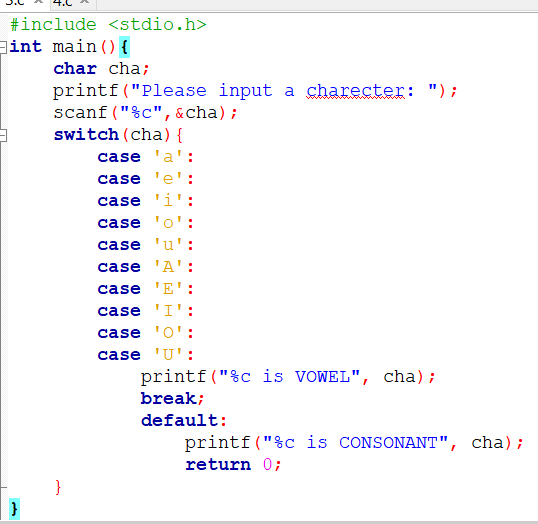 3.c 4.c
#include <stdio.h>
int main(){
    char cha;
    printf("Please input a charecter: ");
    scanf("%c",&cha);
    switch(cha){
        case 'a':
        case 'e':
        case 'i':
        case 'o':
        case 'u':
        case 'A':
        case 'E':
        case 'I':
        case 'O':
        case 'U':
            printf("%c is VOWEL", cha);
            break;
            default:
                printf("%c is CONSONANT", cha);
                return 0;
    }
}